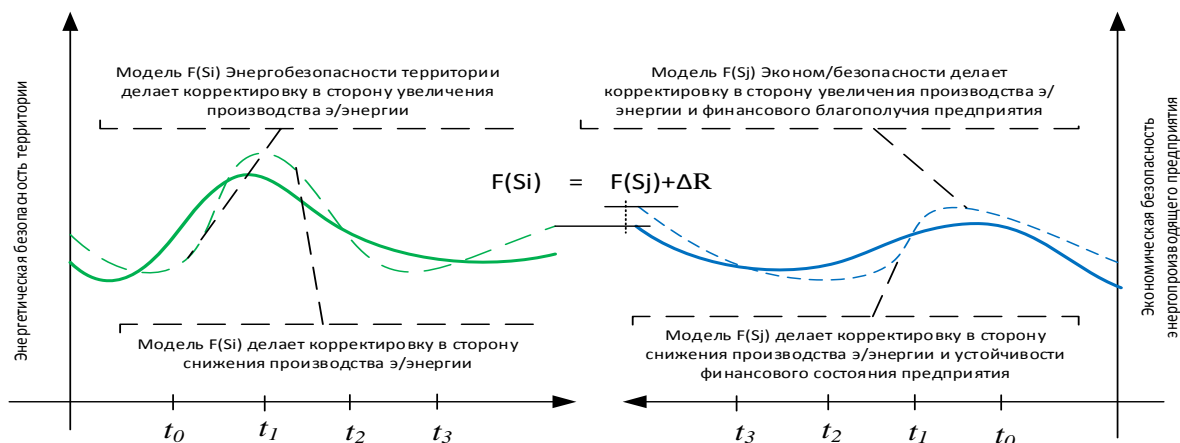 Энергетическая безопасность территории
Модель F(Si) Энергобезопасности территории
делает корректировку в сторону увеличения
производства э/энергии
Модель F(Sj) Эконом/безопасности делает
корректировку в сторону увеличения производства э/
энергии и финансового благополучия предприятия
F(Si) = F(Sj)+ΔR
Модель F(Si) делает корректировку в сторону
снижения производства э/энергии
Модель F(Sj) делает корректировку в сторону
снижения производства э/энергии и устойчивости
финансового состояния предприятия
Экономическая безопасность
энергопроизводящего предприятия
t0 t1 t2 t3
t3 t2 t1 t0